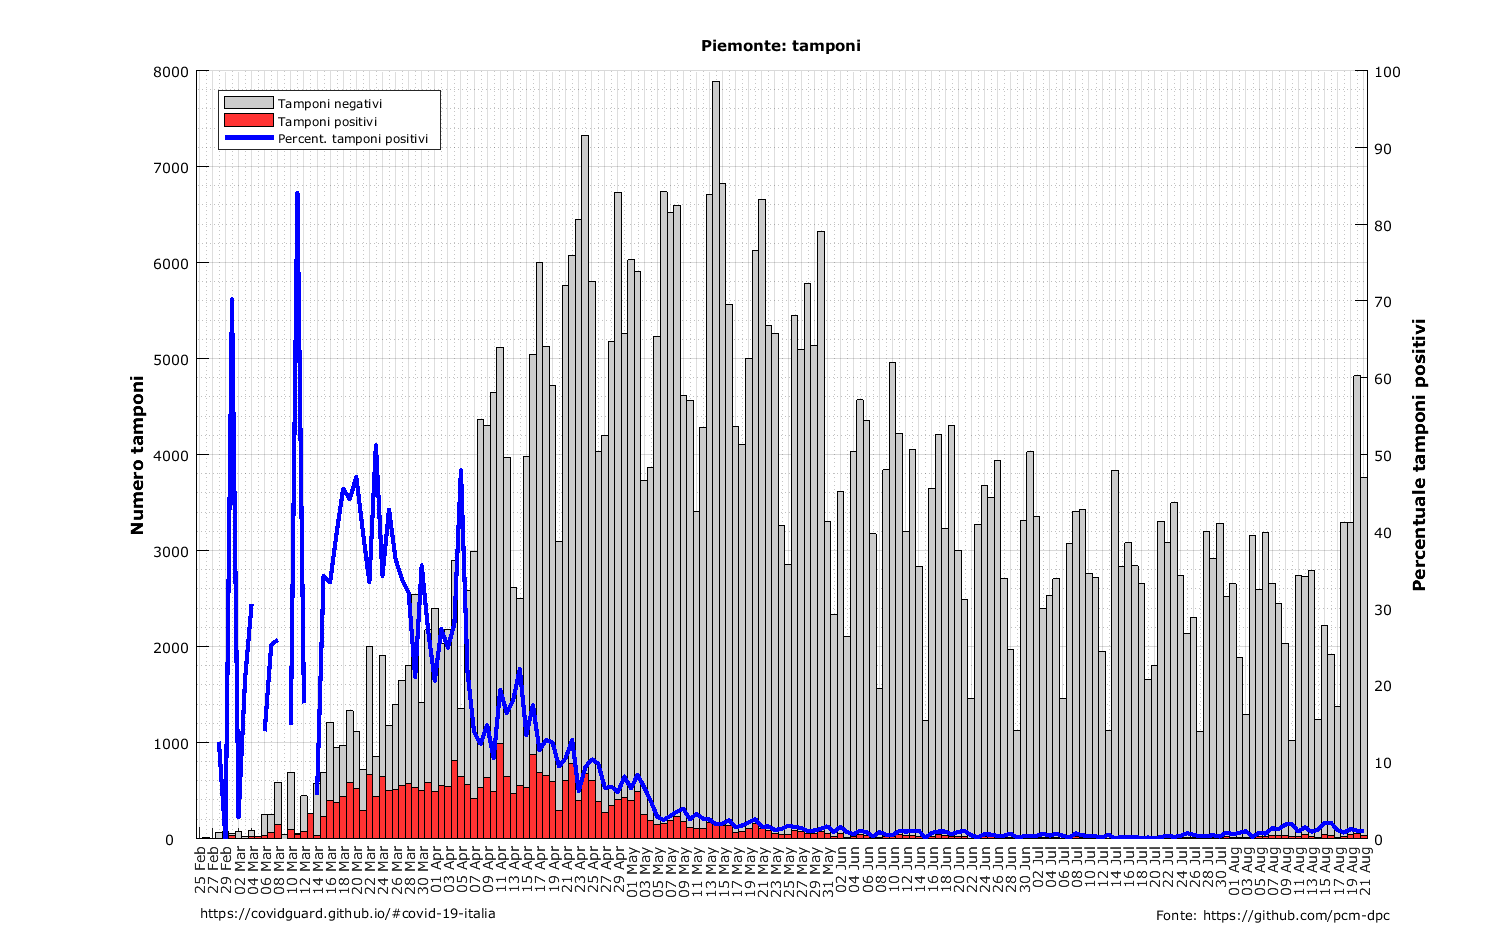 Piemonte: tamponi
8000
7000
6000
5000
4000
3000
2000
1000
0
Numero tamponi
Tamponi negativi
Tamponi positivi
Percent. tamponi positivi
100
90
80
70
60
50
40
30
20
10
0
Percentuale tamponi positivi
25 Feb
27 Feb
29 Feb
02 Mar
04 Mar
06 Mar
08 Mar
10 Mar
12 Mar
14 Mar
16 Mar
18 Mar
20 Mar
22 Mar
24 Mar
26 Mar
28 Mar
30 Mar
01 Apr
03 Apr
05 Apr
07 Apr
09 Apr
11 Apr
13 Apr
15 Apr
17 Apr
19 Apr
21 Apr
23 Apr
25 Apr
27 Apr
29 Apr
01 May
03 May
05 May
07 May
09 May
11 May
13 May
15 May
17 May
19 May
21 May
23 May
25 May
27 May
29 May
31 May
02 Jun
04 Jun
06 Jun
08 Jun
10 Jun
12 Jun
14 Jun
16 Jun
18 Jun
20 Jun
22 Jun
24 Jun
26 Jun
28 Jun
30 Jun
02 Jul
04 Jul
06 Jul
08 Jul
10 Jul
12 Jul
14 Jul
16 Jul
18 Jul
20 Jul
22 Jul
24 Jul
26 Jul
28 Jul
30 Jul
01 Aug
03 Aug
05 Aug
07 Aug
09 Aug
11 Aug
13 Aug
15 Aug
17 Aug
19 Aug
21 Aug
https://covidguard.github.io/#covid-19-italia
Fonte: https://github.com/pcm-dpc